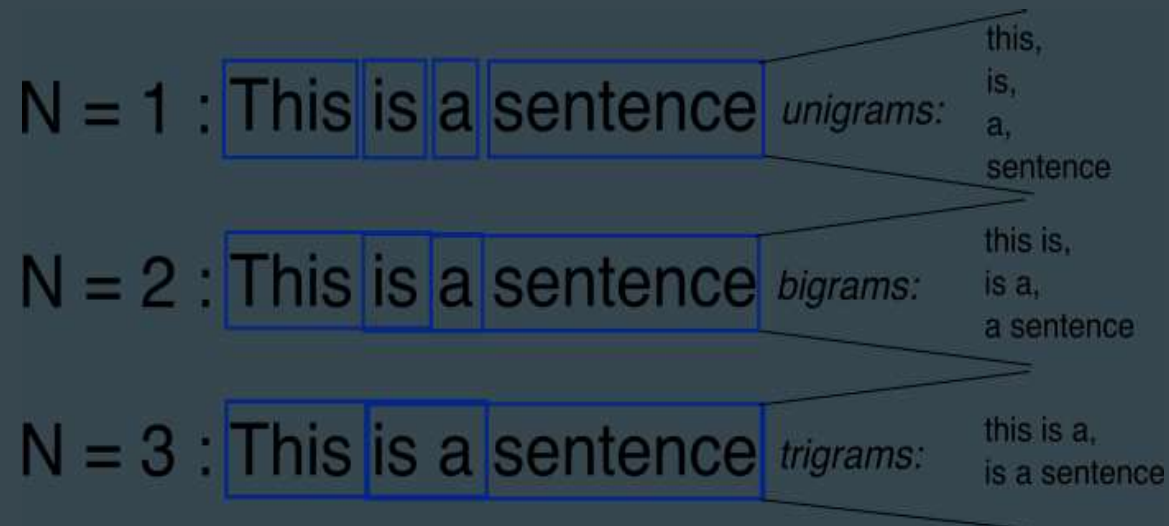 N = 1 : This is a sentence unigrams:
this,
is,
a,
sentence
N = 2 : This is a sentence bigrams:
this is,
is a,
a sentence
N = 3 : This is a sentence trigrams:
this is a,
is a sentence